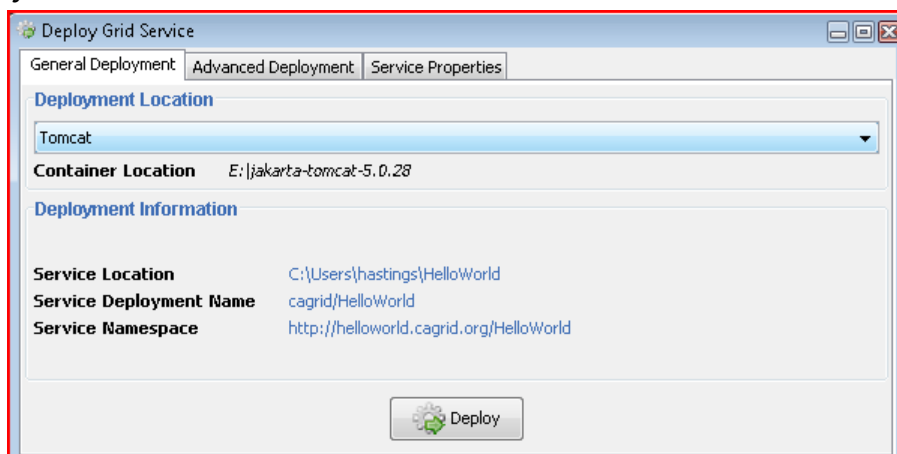 Deploy Grid Service
General Deployment Advanced Deployment Service Properties
Deployment Location
Tomcat
Container Location E:\jakarta-tomcat-5.0.28
Deployment Information
Service Location C:\Users\hastings\HelloWorld
Service Deployment Name cagrid/HelloWorld
Service Namespace http://helloworld.cagrid.org/HelloWorld
Deploy